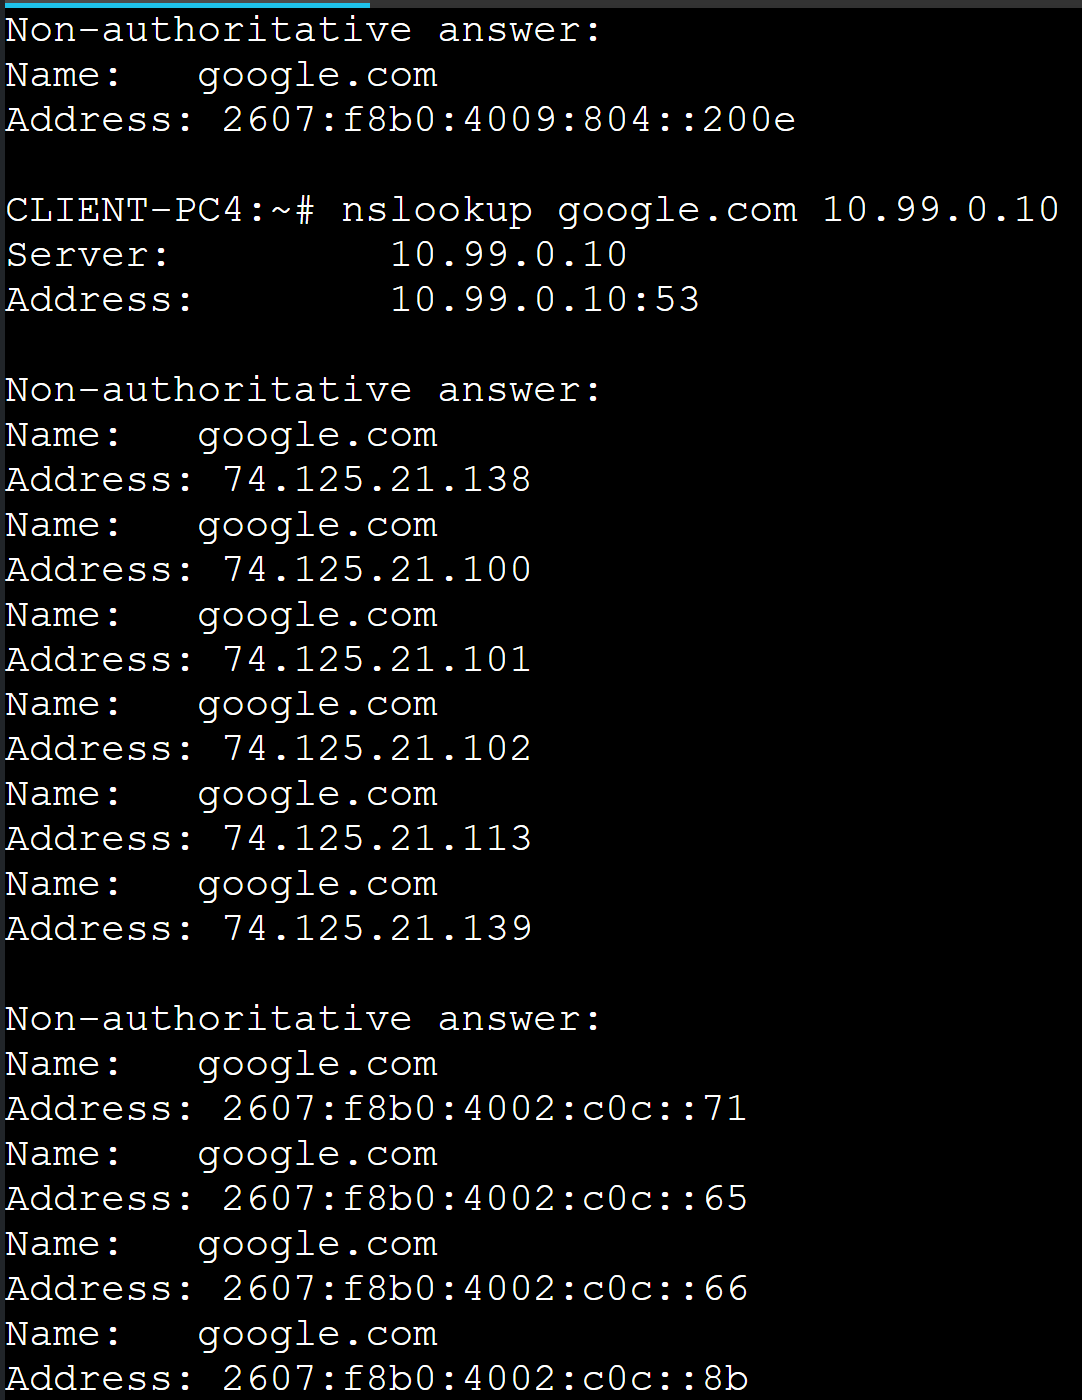 Non-authoritative answer:
Name:   google.com
Address: 2607:f8b0:4009:804::200e
CLIENT-PC4:~# nslookup google.com 10.99.0.10
Server:         10.99.0.10
Address:        10.99.0.10:53
Non-authoritative answer:
Name:   google.com
Address: 74.125.21.138
Name:   google.com
Address: 74.125.21.100
Name:   google.com
Address: 74.125.21.101
Name:   google.com
Address: 74.125.21.102
Name:   google.com
Address: 74.125.21.113
Name:   google.com
Address: 74.125.21.139
Non-authoritative answer:
Name:   google.com
Address: 2607:f8b0:4002:c0c::71
Name:   google.com
Address: 2607:f8b0:4002:c0c::65
Name:   google.com
Address: 2607:f8b0:4002:c0c::66
Name:   google.com
Address: 2607:f8b0:4002:c0c::8b